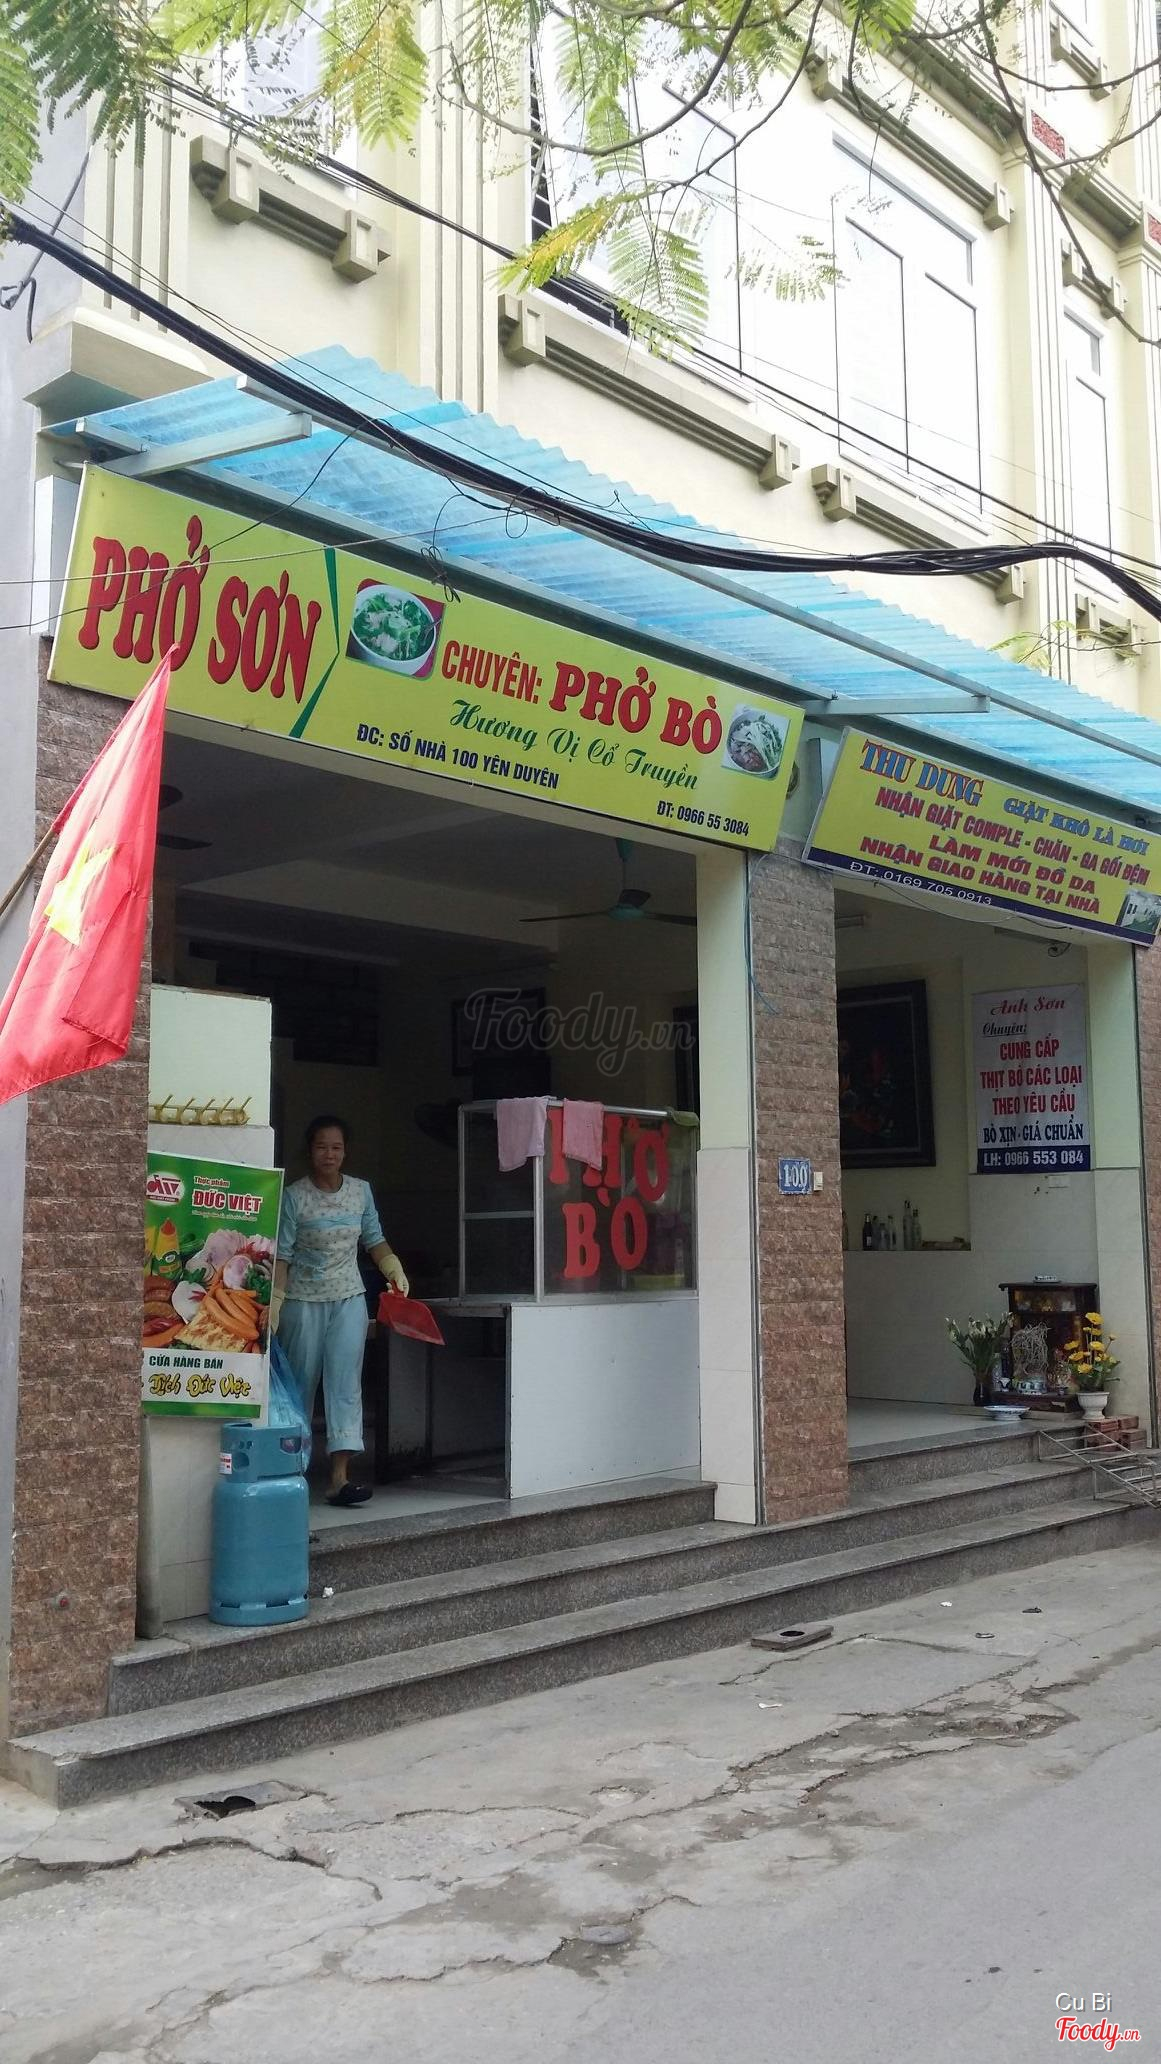 PHỞ SƠN
CHUYÊN: PHỞ BÒ
Hương Vị Cổ Truyền
ĐC: SỐ NHÀ 100 YÊN DUYÊN
ĐT: 0966 55 3084
THU DUNG GIẶT KHÔ LÀ HƠI
NHẬN GIẶT COMPLE - CHĂN - GA GỐI ĐỆM
LÀM MỚI ĐỒ DA
NHẬN GIAO HÀNG TẠI NHÀ
ĐT: 0169 705 0913
Foody.vn
Anh Sơn
Chuyên:
CUNG CẤP
THỊT BÒ CÁC LOẠI
THEO YÊU CẦU
BÒ XỊN - GIÁ CHUẨN
LH: 0966 553 084
100
PHỞ
BÒ
Thực phẩm
ĐỨC VIỆT
CỬA HÀNG BÁN
Đức Việt
Cu Bi
Foody.vn